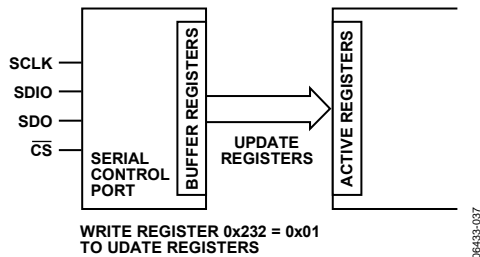 SCLK
SDIO
SDO
CS
SERIAL
CONTROL
PORT
BUFFER REGISTERS
UPDATE
REGISTERS
ACTIVE REGISTERS
WRITE REGISTER 0x232 = 0x01
TO UDATE REGISTERS
06433-037